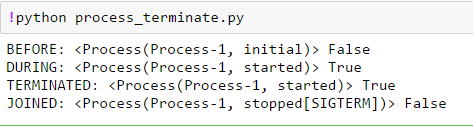 !python process_terminate.py
BEFORE: <Process(Process-1, initial)> False
DURING: <Process(Process-1, started)> True
TERMINATED: <Process(Process-1, started)> True
JOINED: <Process(Process-1, stopped[SIGTERM])> False